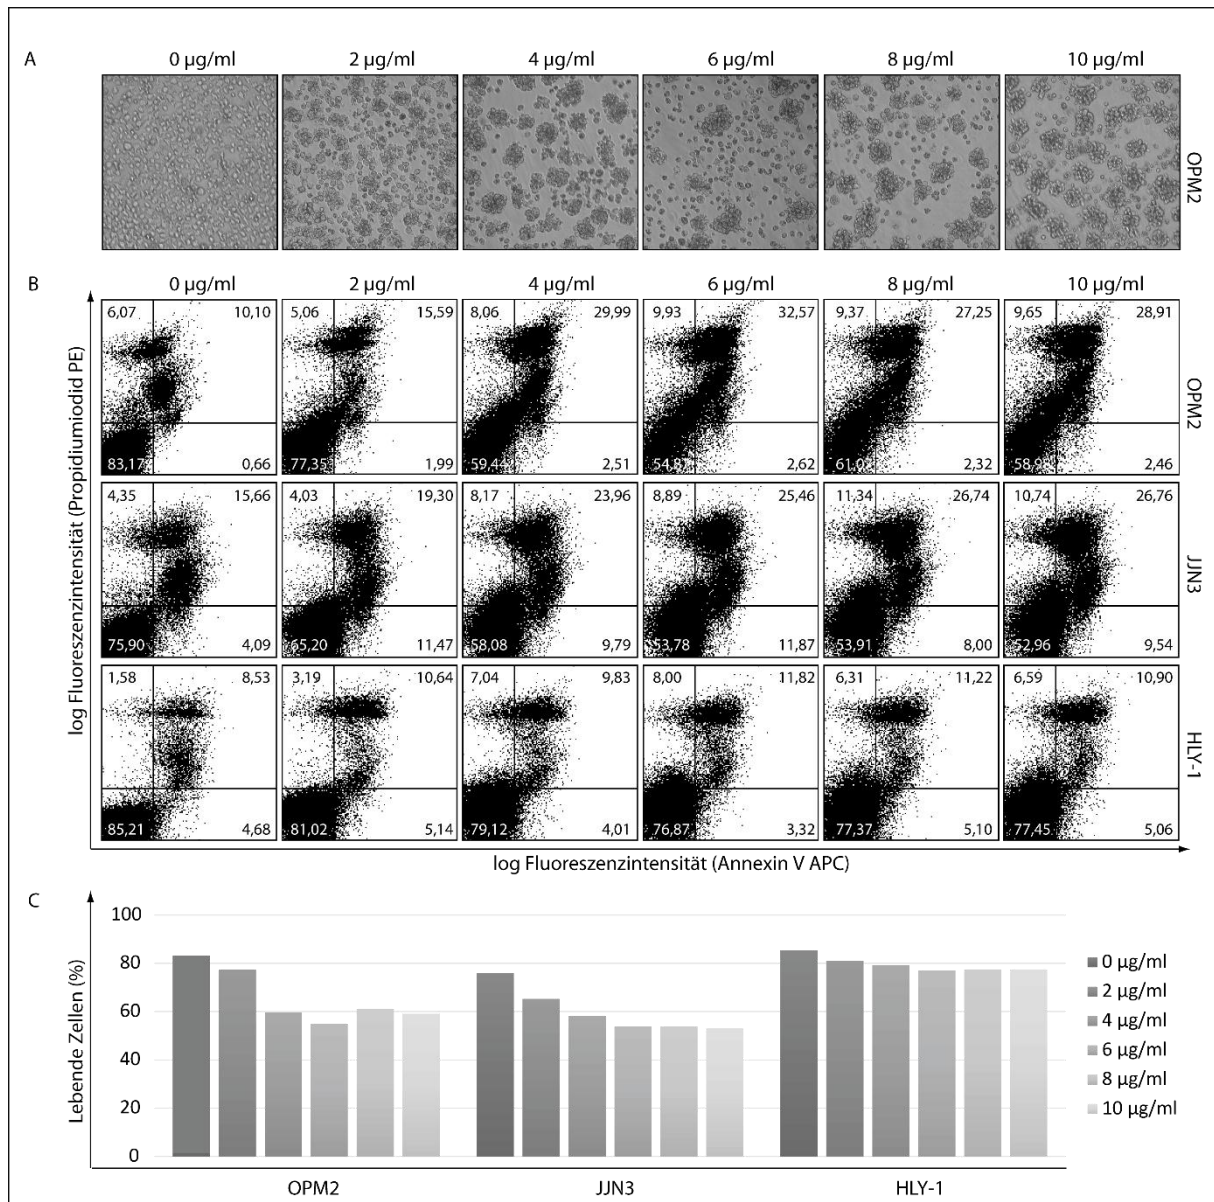 A
0 µg/ml 2 µg/ml 4 µg/ml 6 µg/ml 8 µg/ml 10 µg/ml
OPM2
B
0 µg/ml 2 µg/ml 4 µg/ml 6 µg/ml 8 µg/ml 10 µg/ml
log Fluoreszenzintensität (Propidiumiodid PE)
6,07 10,10 5,06 15,59 8,06 29,99 9,93 32,57 9,37 27,25 9,65 28,91
OPM2
83,17 0,66 77,35 1,99 59,44 2,51 2,62 2,32 2,46
4,35 15,66 4,03 19,30 8,17 23,96 8,89 25,46 11,34 26,74 10,74 26,76
JJN3
75,90 4,09 65,20 11,47 58,08 9,79 53,78 11,87 53,91 8,00 52,96 9,54
1,58 8,53 3,19 10,64 7,04 9,83 8,00 11,82 6,31 11,22 6,59 10,90
HLY-1
85,21 4,68 81,02 5,14 79,12 4,01 76,87 3,32 77,37 5,10 77,45 5,06
log Fluoreszenzintensität (Annexin V APC)
C
Lebende Zellen (%)
100
80
60
40
20
0
OPM2 JJN3 HLY-1
0 µg/ml
2 µg/ml
4 µg/ml
6 µg/ml
8 µg/ml
10 µg/ml